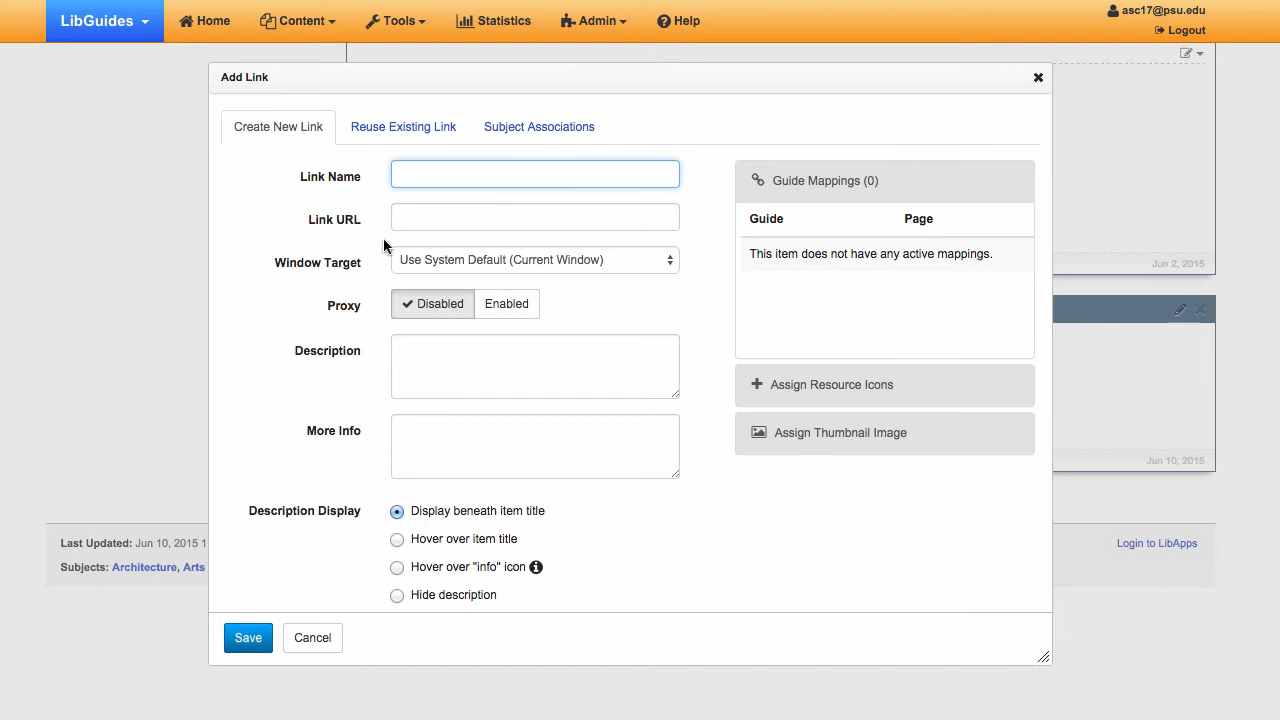 LibGuides Home Content Tools Statistics Admin Help
asc17@psu.edu
Logout
Add Link
Create New Link Reuse Existing Link Subject Associations
Link Name
Link URL
Window Target Use System Default (Current Window)
Proxy Disabled Enabled
Description
More Info
Description Display Display beneath item title
Hover over item title
Hover over "info" icon
Hide description
Guide Mappings (0)
Guide Page
This item does not have any active mappings.
Assign Resource Icons
Assign Thumbnail Image
Save Cancel
Jun 2, 2015
Jun 10, 2015
Last Updated: Jun 10, 2015 1
Subjects: Architecture, Arts
Login to LibApps